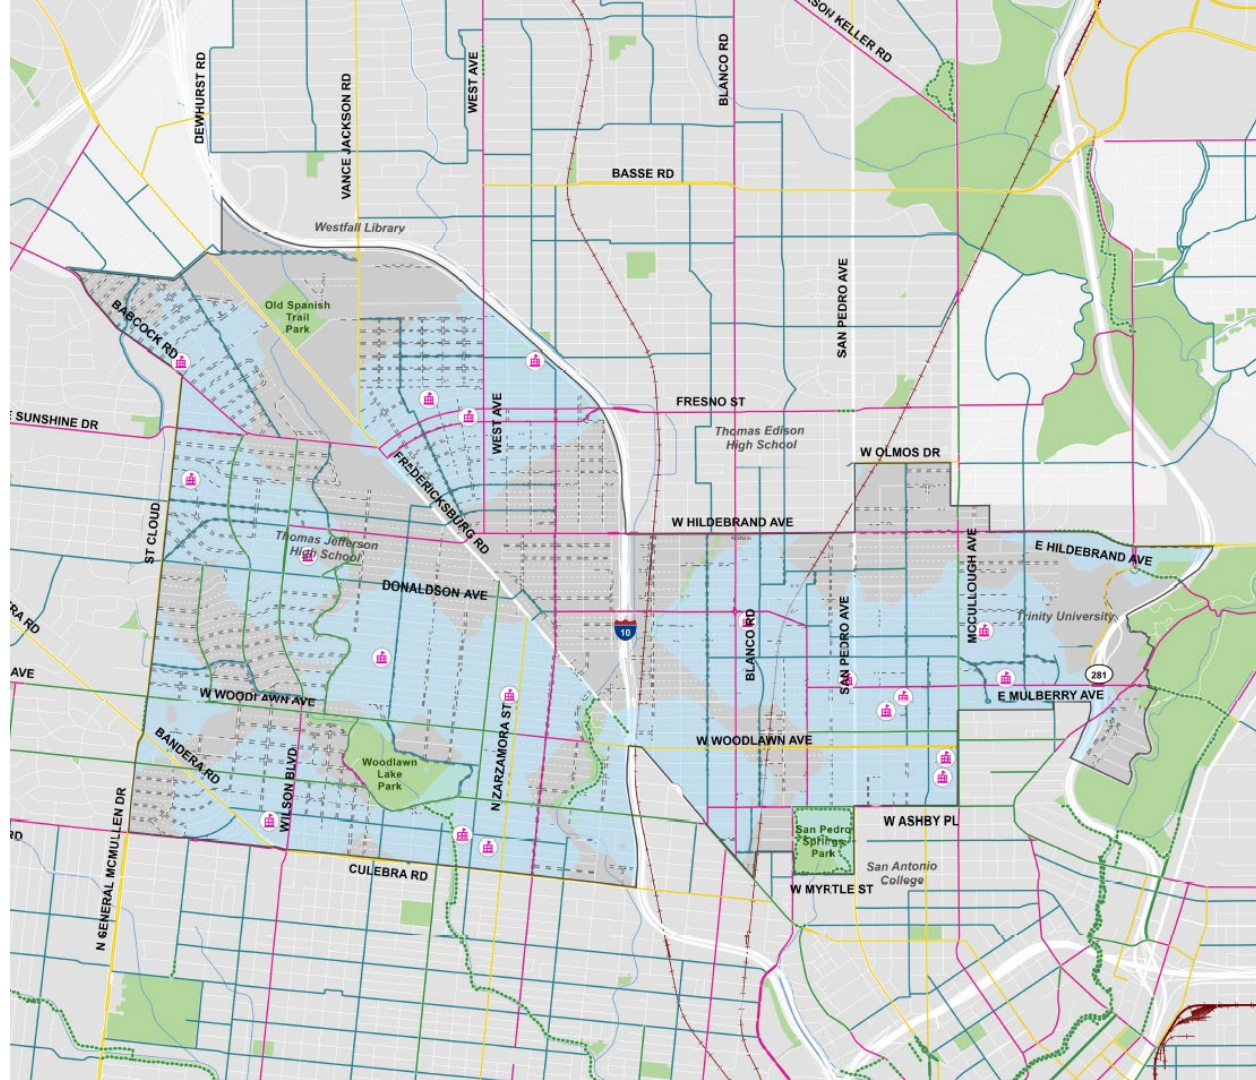 SON KELLER RD
DEWHURST RD
VANCE JACKSON RD
WEST AVE
BLANCO RD
BASSE RD
Westfall Library
SAN PEDRO AVE
Old Spanish
Trail
Park
BABCOCK RD
E SUNSHINE DR
WEST AVE
FRESNO ST
Thomas Edison
High School
W OLMOS DR
FREDERICKSBURG RD
ST CLOUD
W HILDEBRAND AVE
Thomas Jefferson
High School
E HILDEBRAND AVE
MCCULLOUGH AVE
DONALDSON AVE
RA RD
10
BLANCO RD
SAN PEDRO AVE
Trinity University
AVE
281
W WOODLAWN AVE
E MULBERRY AVE
BANDERA RD
N ZARZAMORA ST
W WOODLAWN AVE
Woodlawn
Lake
Park
WILSON BLVD
N GENERAL MCMULLEN DR
RD
San Pedro
Springs
Park
W ASHBY PL
CULEBRA RD
San Antonio
College
W MYRTLE ST